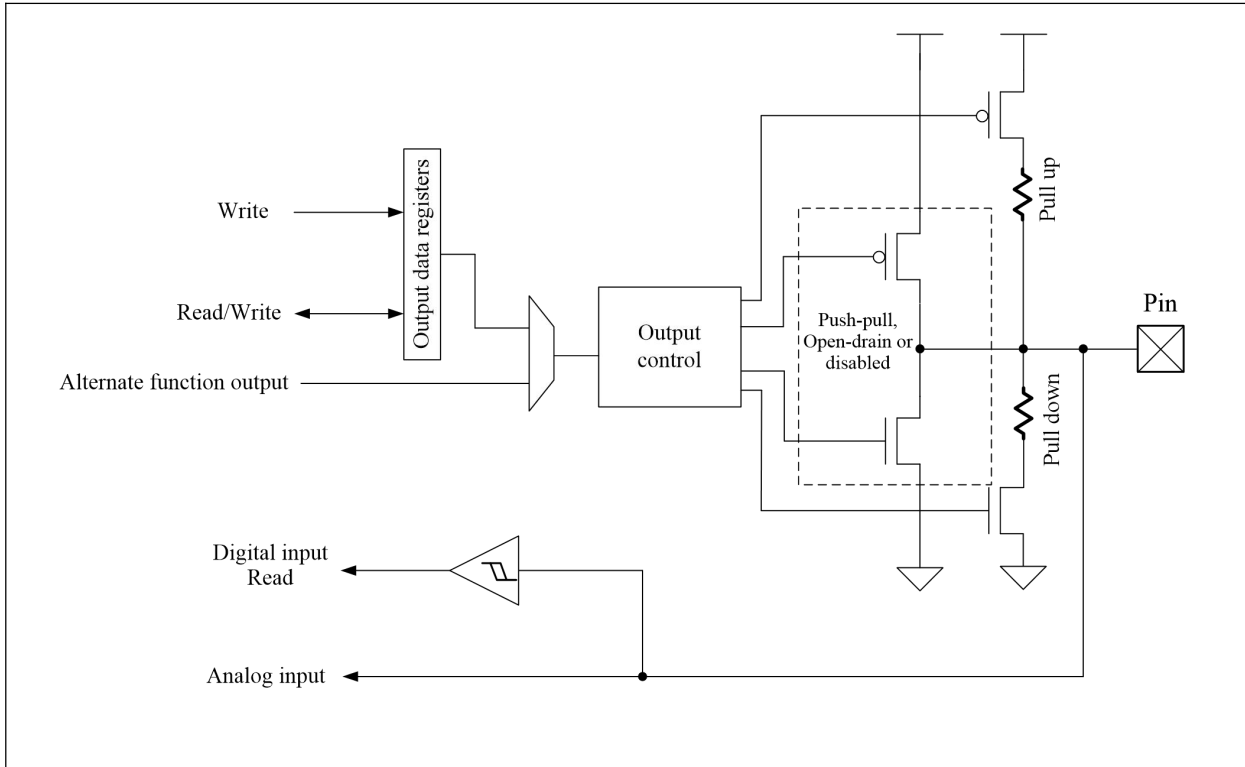 Write
Read/Write
Alternate function output
Output data registers
Output
control
Push-pull,
Open-drain or
disabled
Pull up
Pull down
Pin
Digital input
Read
Analog input